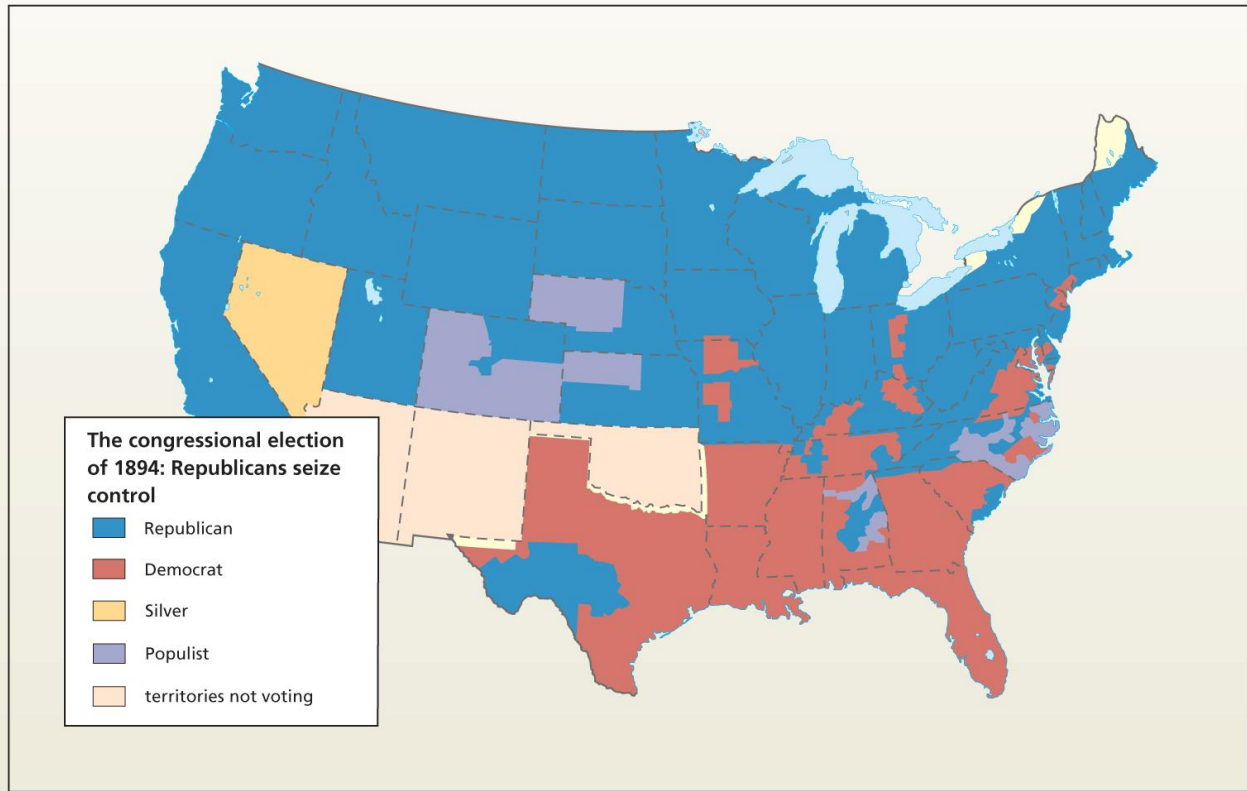 The congressional election
of 1894: Republicans seize
control
Republican
Democrat
Silver
Populist
territories not voting